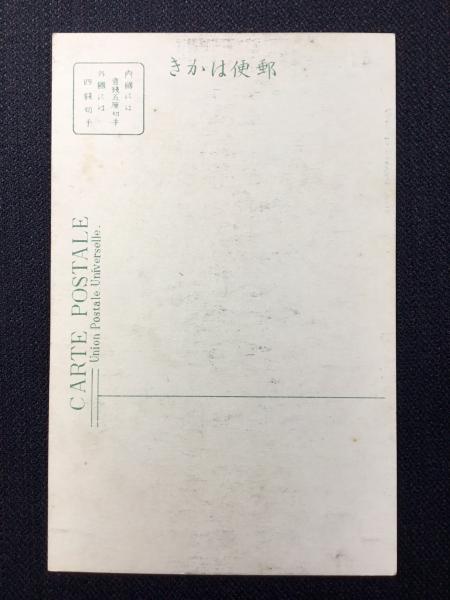 きかは便郵
内國には
壹錢五厘切手
外國には
四錢切手
CARTE POSTALE
Union Postale Universelle.